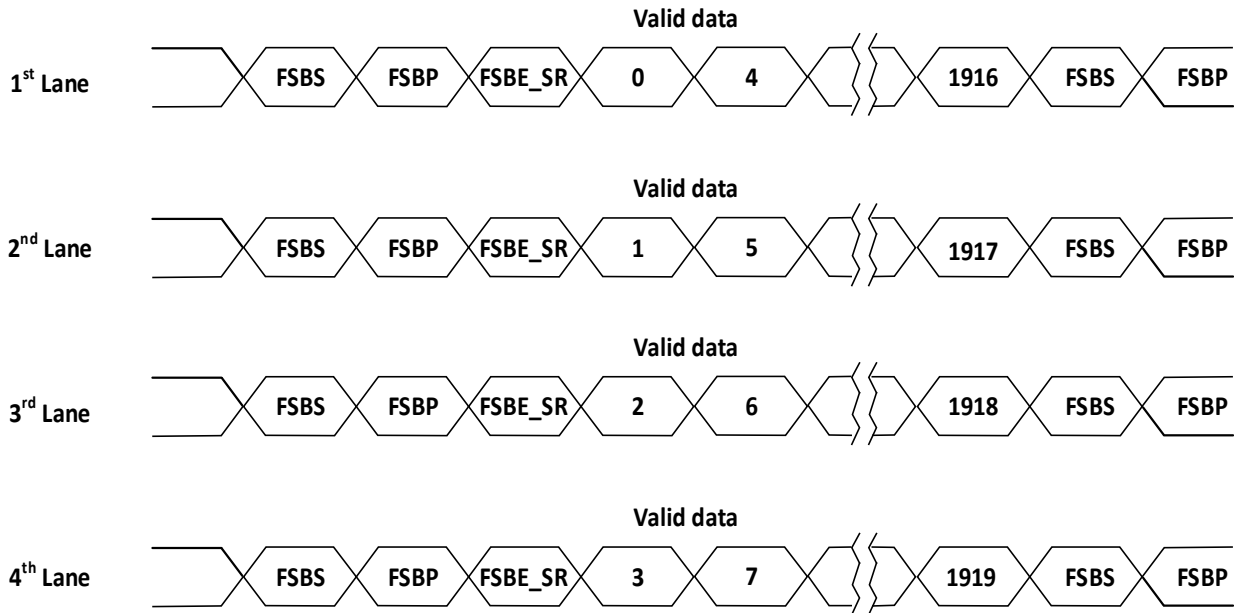 Valid data
1st Lane FSBS FSBP FSBE_SR 0 4 1916 FSBS FSBP
Valid data
2nd Lane FSBS FSBP FSBE_SR 1 5 1917 FSBS FSBP
Valid data
3rd Lane FSBS FSBP FSBE_SR 2 6 1918 FSBS FSBP
Valid data
4th Lane FSBS FSBP FSBE_SR 3 7 1919 FSBS FSBP